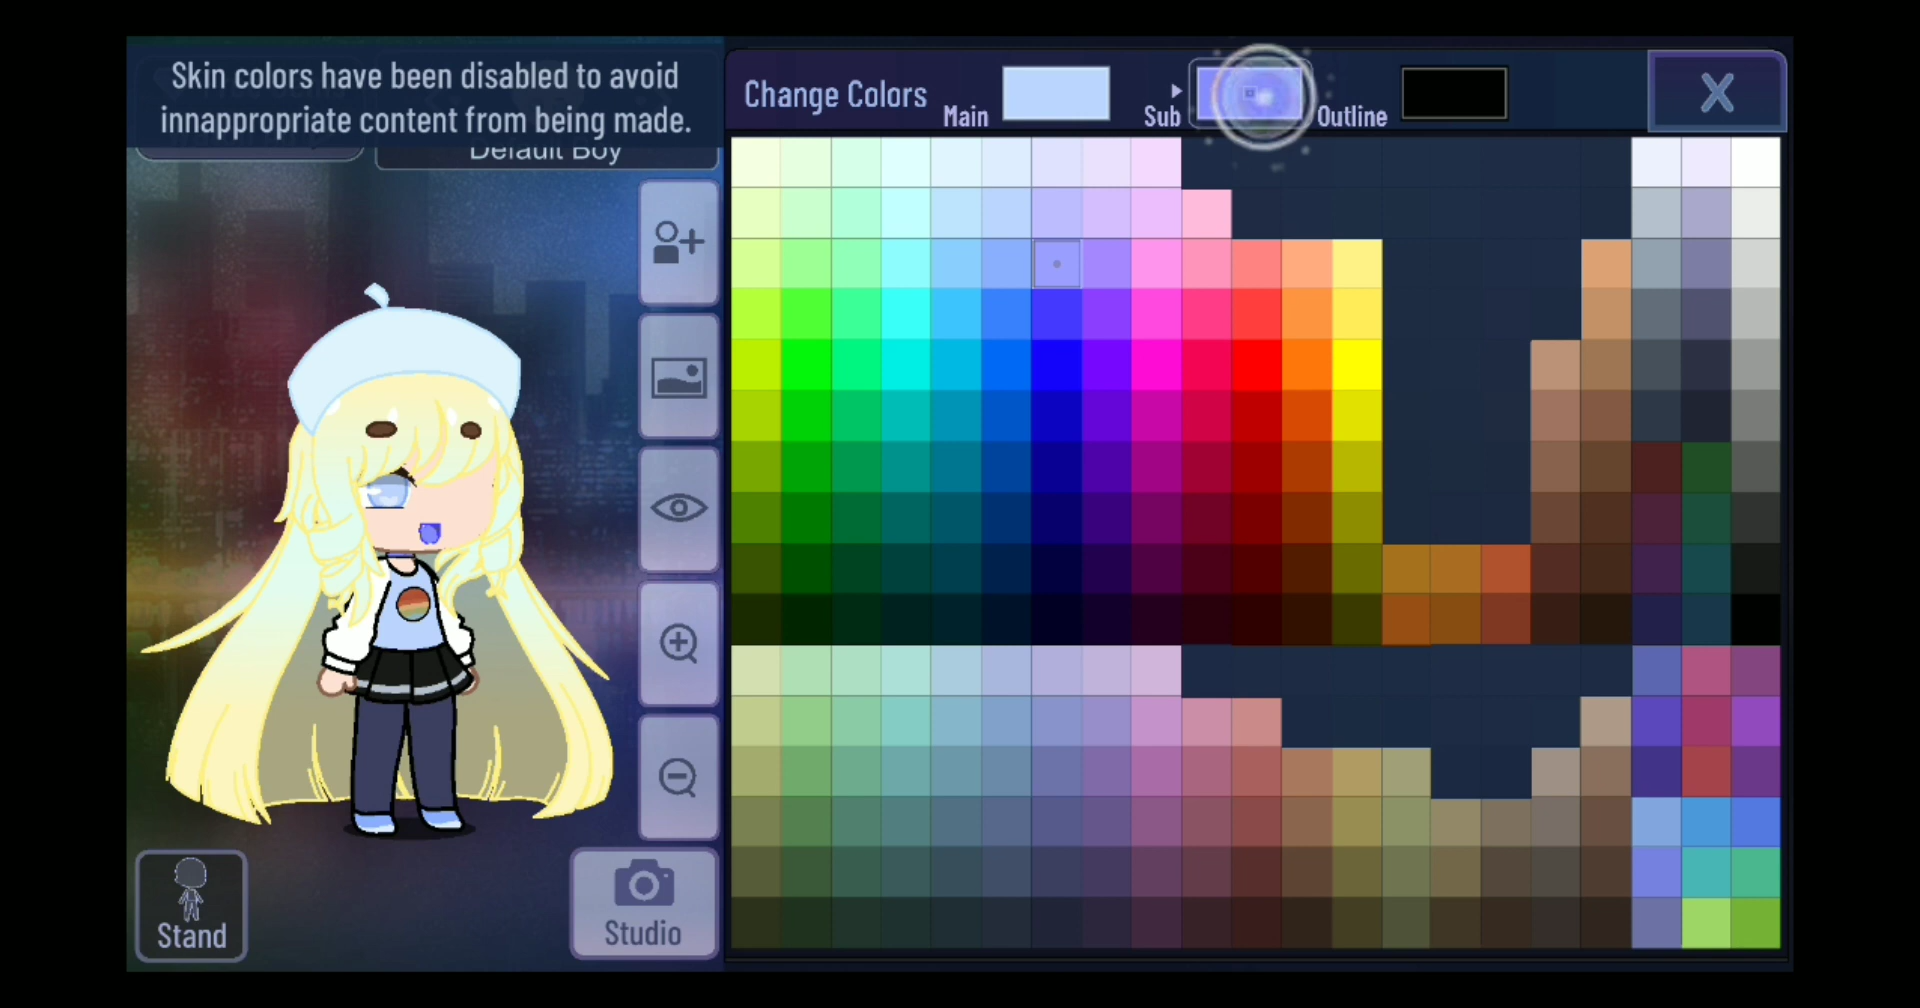 Skin colors have been disabled to avoid
innappropriate content from being made.
Default Boy
Change Colors
Main
Sub
Outline
X
Stand
Studio